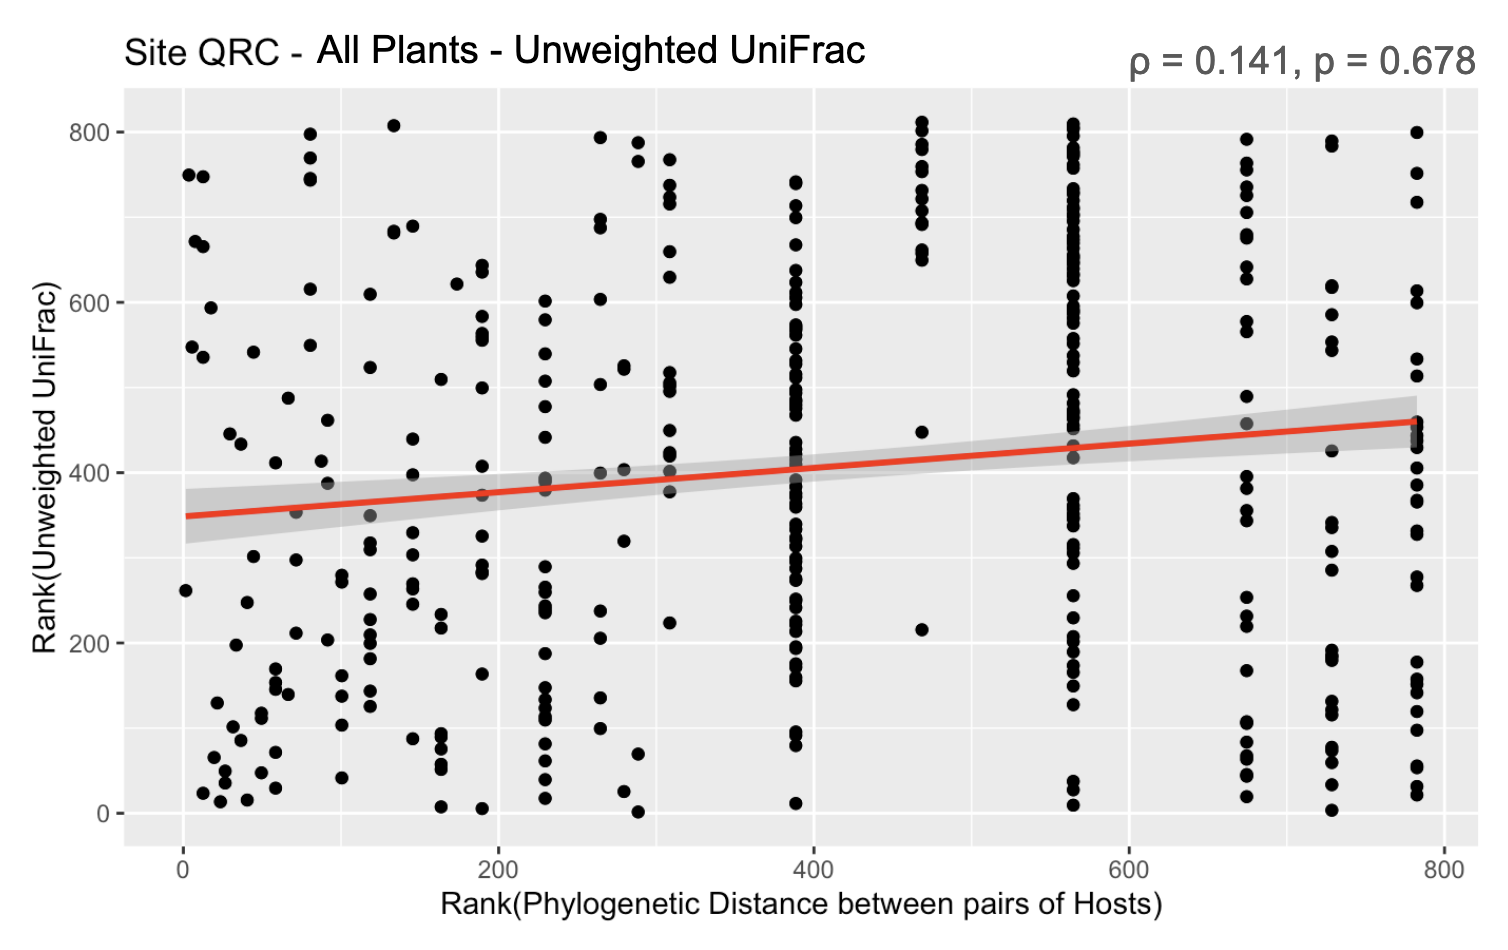 Site QRC - All Plants - Unweighted UniFrac
ρ = 0.141, p = 0.678
Rank(Unweighted UniFrac)
800
600
400
200
0
0 200 400 600 800
Rank(Phylogenetic Distance between pairs of Hosts)